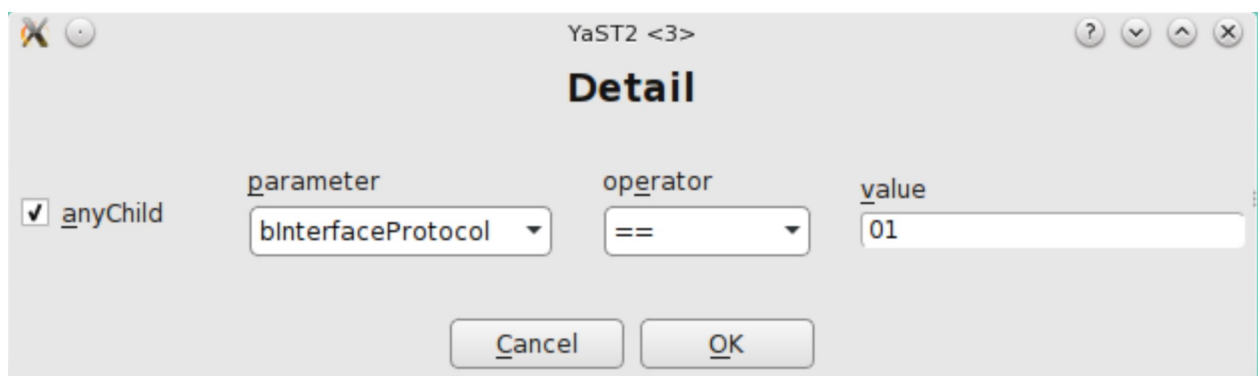 YaST2 <3>
Detail
anyChild
parameter
bInterfaceProtocol
operator
==
value
01
Cancel
OK